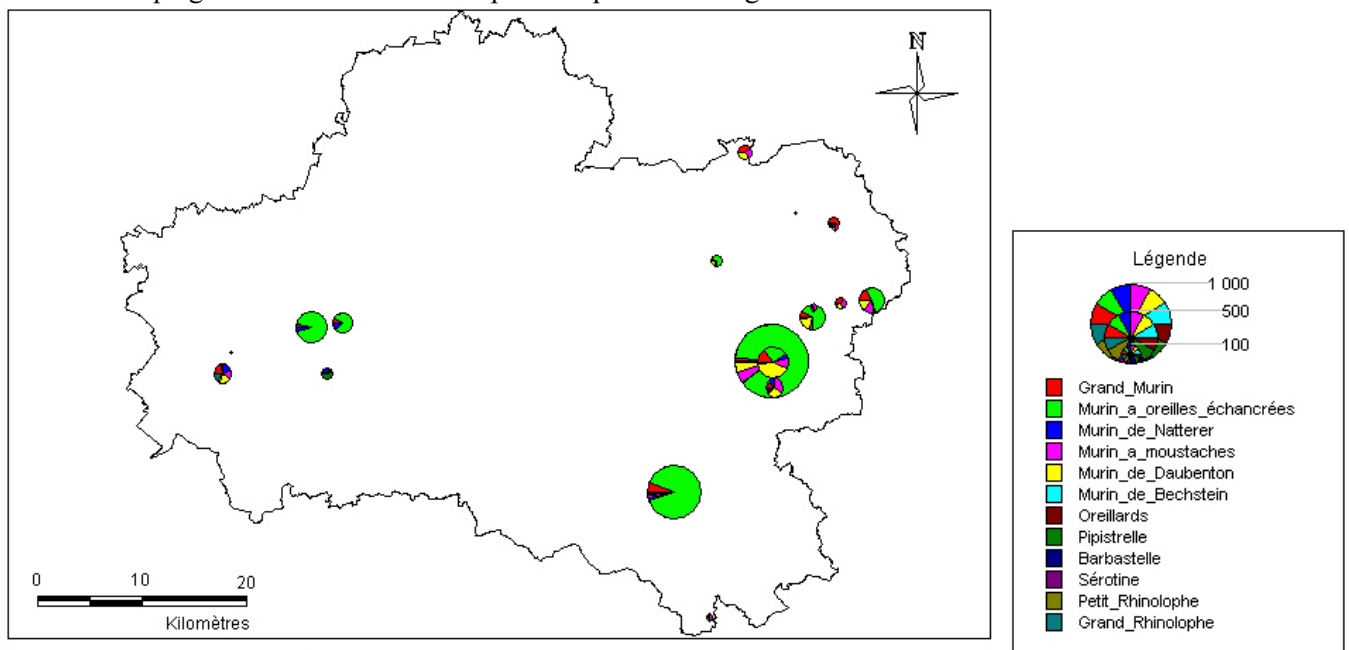 N
0 10 20
Kilomètres
Légende
1 000
500
100
Grand_Murin
Murin_a_oreilles_échancrées
Murin_de_Natterer
Murin_a_moustaches
Murin_de_Daubenton
Murin_de_Bechstein
Oreillards
Pipistrelle
Barbastelle
Sérotine
Petit_Rhinolophe
Grand_Rhinolophe